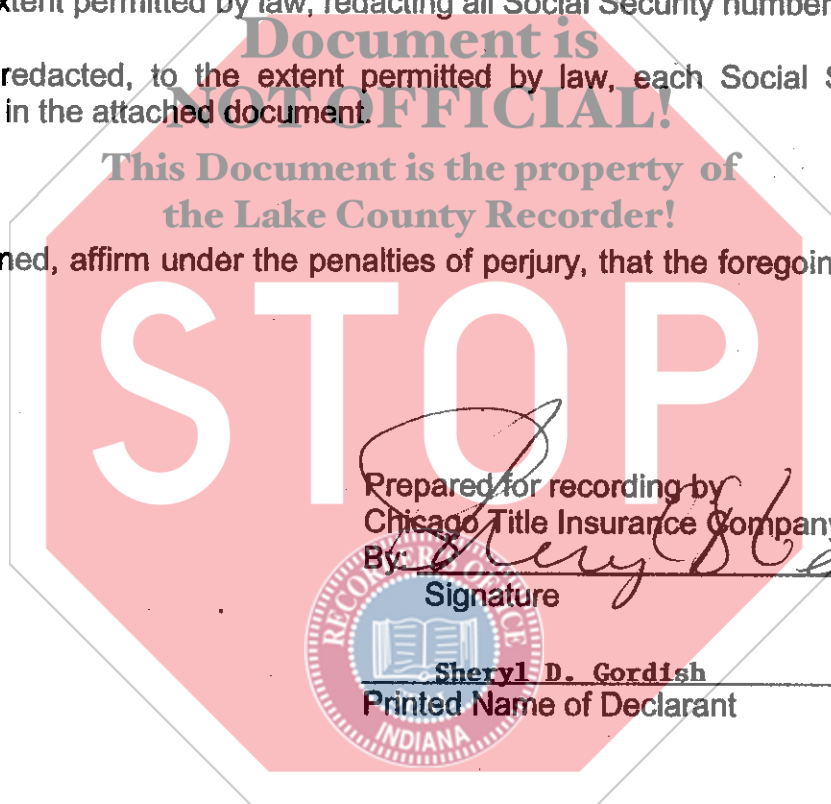 xtent permitted by law, redacting all Social Security number
Document is
redacted, to the extent permitted by law, each Social S
NOT OFFICIAL!
in the attached document.
This Document is the property of
the Lake County Recorder!
ned, affirm under the penalties of perjury, that the foregoin
STOP
Prepared for recording by
Chicago Title Insurance Company
By:
Signature
RECORDER'S OFFICE
Sheryl D. Gordish
Printed Name of Declarant
INDIANA